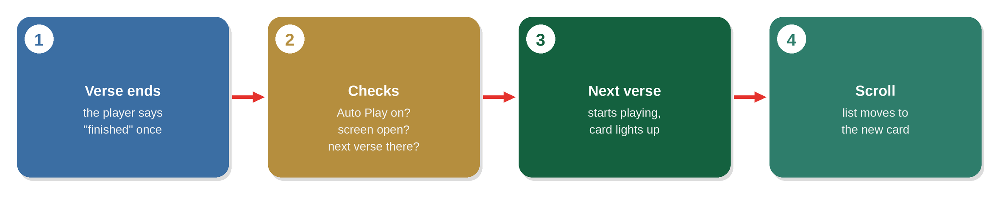 1
Verse ends
the player says
"finished" once
2
Checks
Auto Play on?
screen open?
next verse there?
3
Next verse
starts playing,
card lights up
4
Scroll
list moves to
the new card